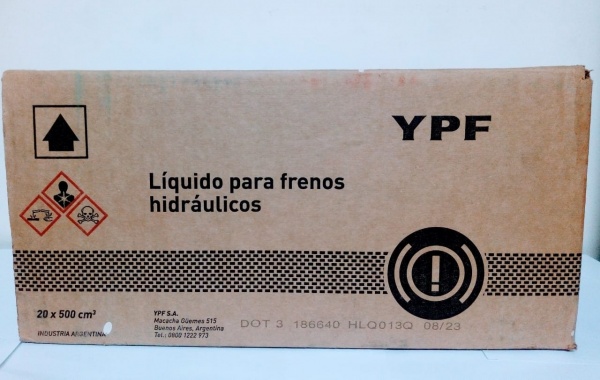 YPF
Líquido para frenos
hidráulicos
20 x 500 cm³
INDUSTRIA ARGENTINA
YPF S.A.
Macacha Güemes 515
Buenos Aires, Argentina
Tel.: 0800 1222 973
DOT 3 186640 HLQ013Q 08/23